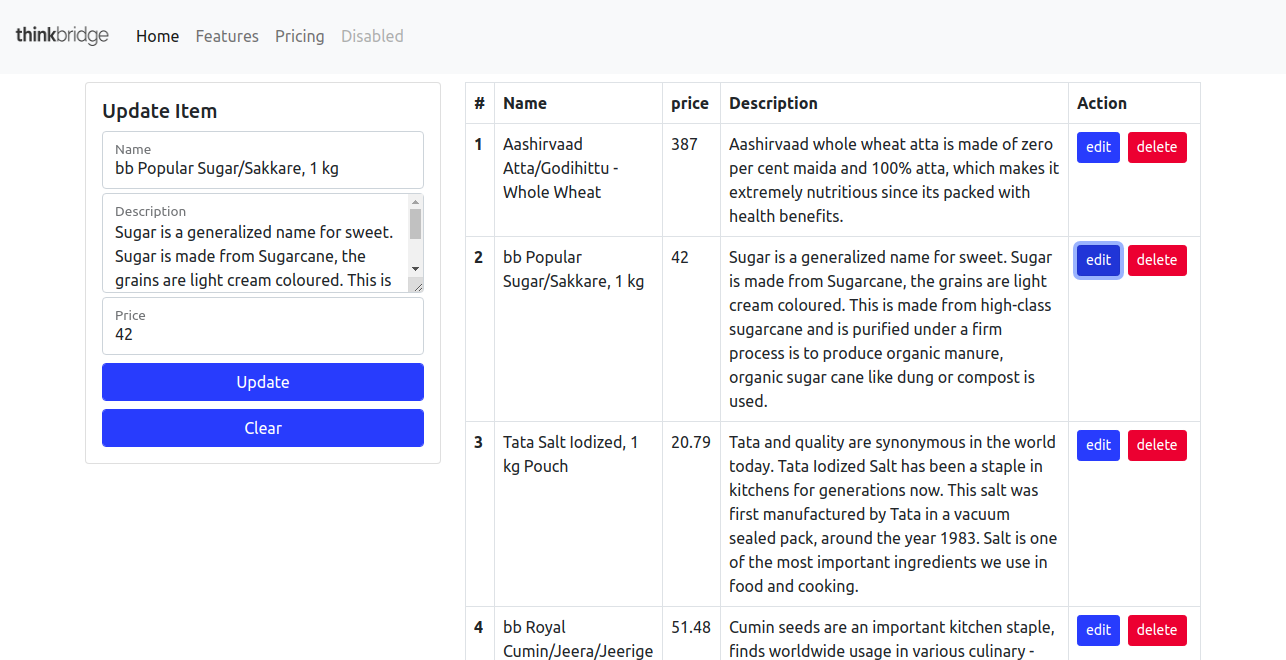 thinkbridge Home Features Pricing Disabled
Update Item
Name
bb Popular Sugar/Sakkare, 1 kg
Description
Sugar is a generalized name for sweet.
Sugar is made from Sugarcane, the
grains are light cream coloured. This is
Price
42
Update
Clear
# Name price Description Action
1 Aashirvaad 387 Aashirvaad whole wheat atta is made of zero edit delete
Atta/Godihittu - per cent maida and 100% atta, which makes it
Whole Wheat extremely nutritious since its packed with
health benefits.
2 bb Popular 42 Sugar is a generalized name for sweet. Sugar edit delete
Sugar/Sakkare, 1 kg is made from Sugarcane, the grains are light
cream coloured. This is made from high-class
sugarcane and is purified under a firm
process is to produce organic manure,
organic sugar cane like dung or compost is
used.
3 Tata Salt Iodized, 1 20.79 Tata and quality are synonymous in the world edit delete
kg Pouch today. Tata Iodized Salt has been a staple in
kitchens for generations now. This salt was
first manufactured by Tata in a vacuum
sealed pack, around the year 1983. Salt is one
of the most important ingredients we use in
food and cooking.
4 bb Royal 51.48 Cumin seeds are an important kitchen staple, edit delete
Cumin/Jeera/Jeerige finds worldwide usage in various culinary -